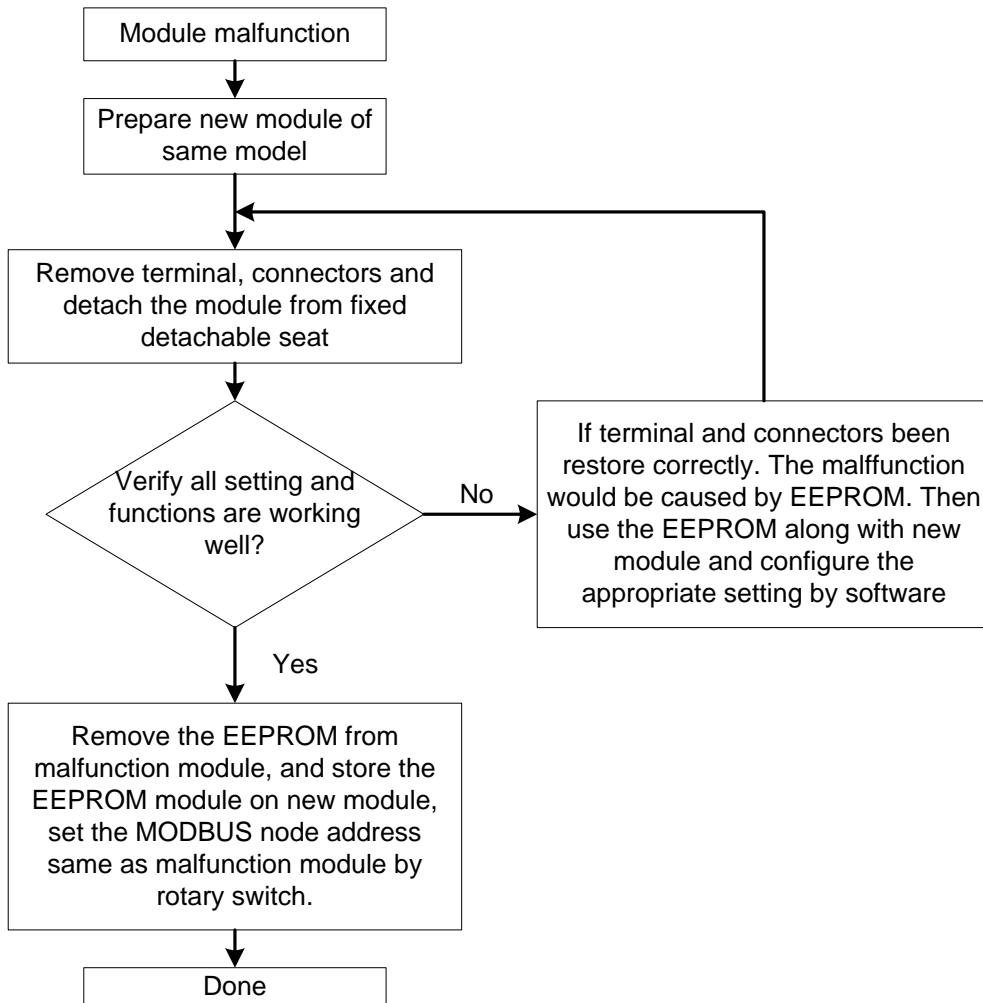 Module malfunction
Prepare new module of
same model
Remove terminal, connectors and
detach the module from fixed
detachable seat
Verify all setting and
functions are working
well?
No
If terminal and connectors been
restore correctly. The malffunction
would be caused by EEPROM. Then
use the EEPROM along with new
module and configure the
appropriate setting by software
Yes
Remove the EEPROM from
malfunction module, and store the
EEPROM module on new module,
set the MODBUS node address
same as malfunction module by
rotary switch.
Done